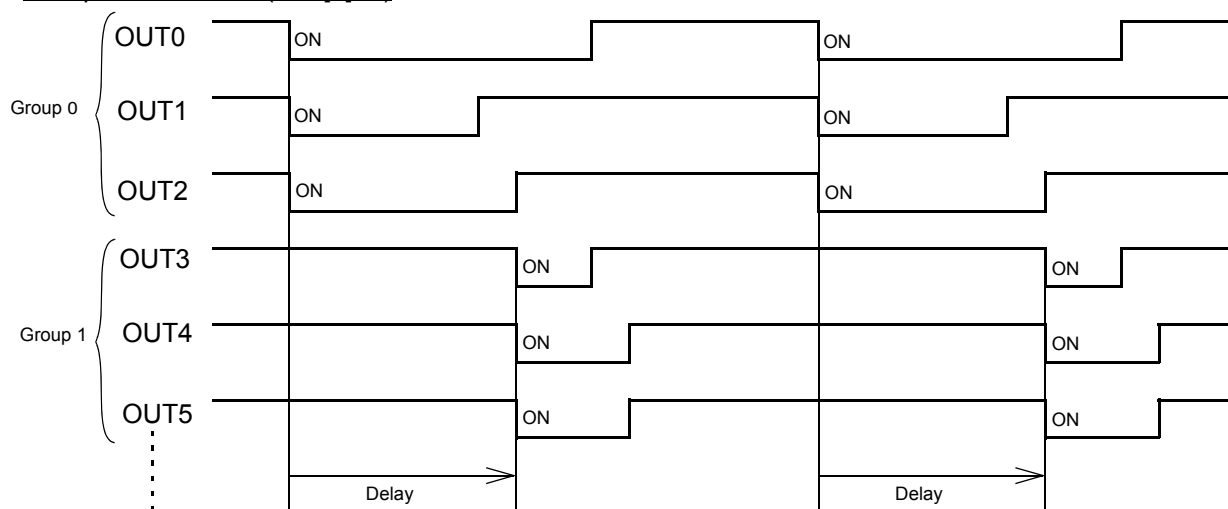 OUT0 ON ON
Group 0 OUT1 ON ON
OUT2 ON ON
OUT3 ON ON
Group 1 OUT4 ON ON
OUT5 ON ON
Delay Delay